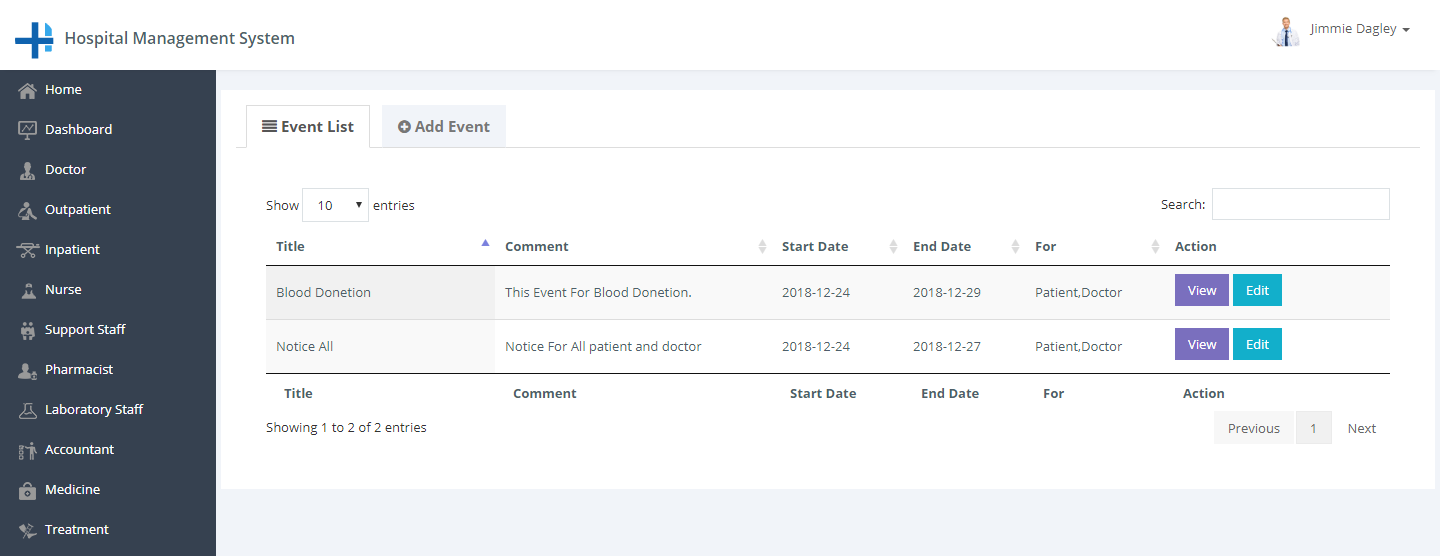 Hospital Management System
Jimmie Dagley
Home
Dashboard
Doctor
Outpatient
Inpatient
Nurse
Support Staff
Pharmacist
Laboratory Staff
Accountant
Medicine
Treatment
Event List Add Event
Show 10 entries Search:
Title Comment Start Date End Date For Action
Blood Donetion This Event For Blood Donetion. 2018-12-24 2018-12-29 Patient,Doctor View Edit
Notice All Notice For All patient and doctor 2018-12-24 2018-12-27 Patient,Doctor View Edit
Title Comment Start Date End Date For Action
Showing 1 to 2 of 2 entries Previous 1 Next